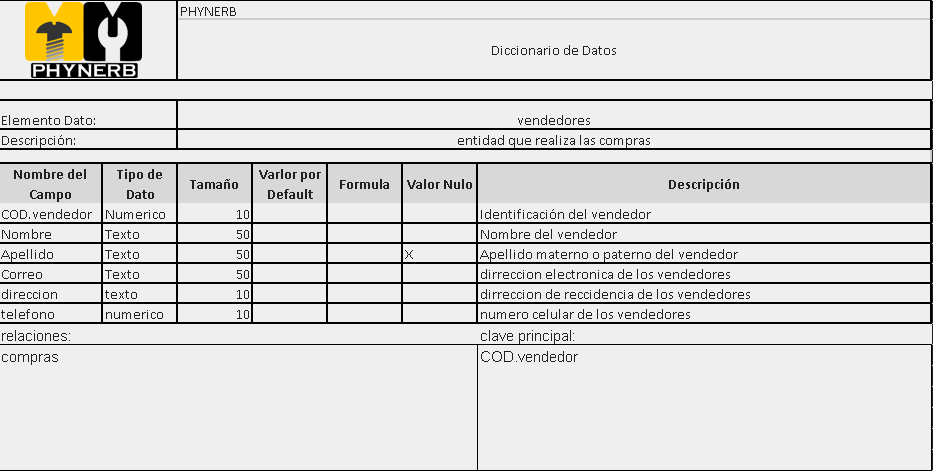 PHYNERB
PHYNERB
Diccionario de Datos
Elemento Dato: vendedores
Descripción: entidad que realiza las compras
Nombre del Campo Tipo de Dato Tamaño Varlor por Default Formula Valor Nulo Descripción
COD.vendedor Numerico 10 Identificación del vendedor
Nombre Texto 50 Nombre del vendedor
Apellido Texto 50 X Apellido materno o paterno del vendedor
Correo Texto 50 dirreccion electronica de los vendedores
direccion texto 10 dirreccion de reccidencia de los vendedores
telefono numerico 10 numero celular de los vendedores
relaciones: clave principal:
compras COD.vendedor